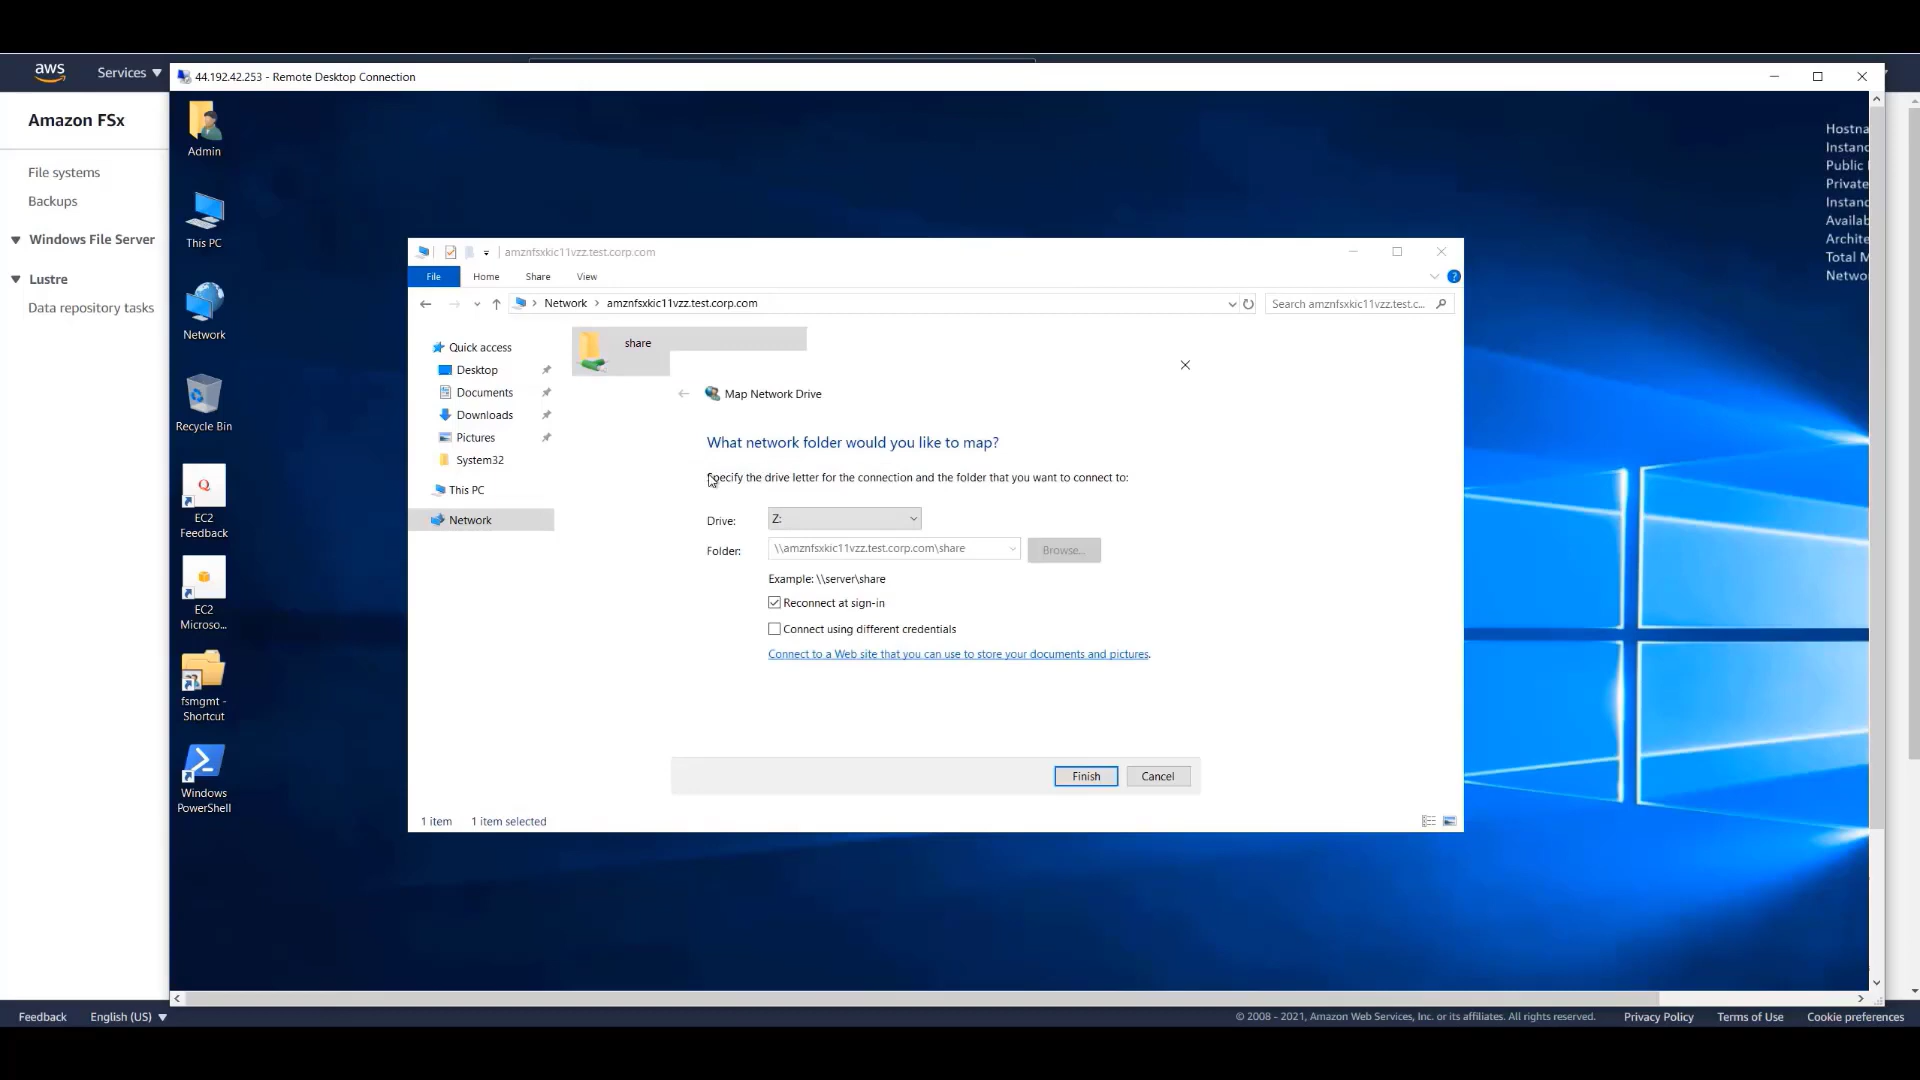 aws
Services
44.192.42.253 - Remote Desktop Connection
Amazon FSx
File systems
Backups
Windows File Server
Lustre
Data repository tasks
Admin
This PC
Network
Recycle Bin
EC2
Feedback
EC2
Microso...
fsmgmt -
Shortcut
Windows
PowerShell
Hostna
Instanc
Public
Private
Instanc
Availab
Archite
Total M
Networ
amznfsxkic11vzz.test.corp.com
File
Home
Share
View
Network
amznfsxkic11vzz.test.corp.com
Search amznfsxkic11vzz.test.c...
Quick access
Desktop
Documents
Downloads
Pictures
System32
This PC
Network
share
Map Network Drive
What network folder would you like to map?
Specify the drive letter for the connection and the folder that you want to connect to:
Drive:
Z:
Folder:
\\amznfsxkic11vzz.test.corp.com\share
Browse...
Example: \\server\share
Reconnect at sign-in
Connect using different credentials
Connect to a Web site that you can use to store your documents and pictures.
Finish
Cancel
1 item
1 item selected
Feedback
English (US)
© 2008 - 2021, Amazon Web Services, Inc. or its affiliates. All rights reserved.
Privacy Policy
Terms of Use
Cookie preferences